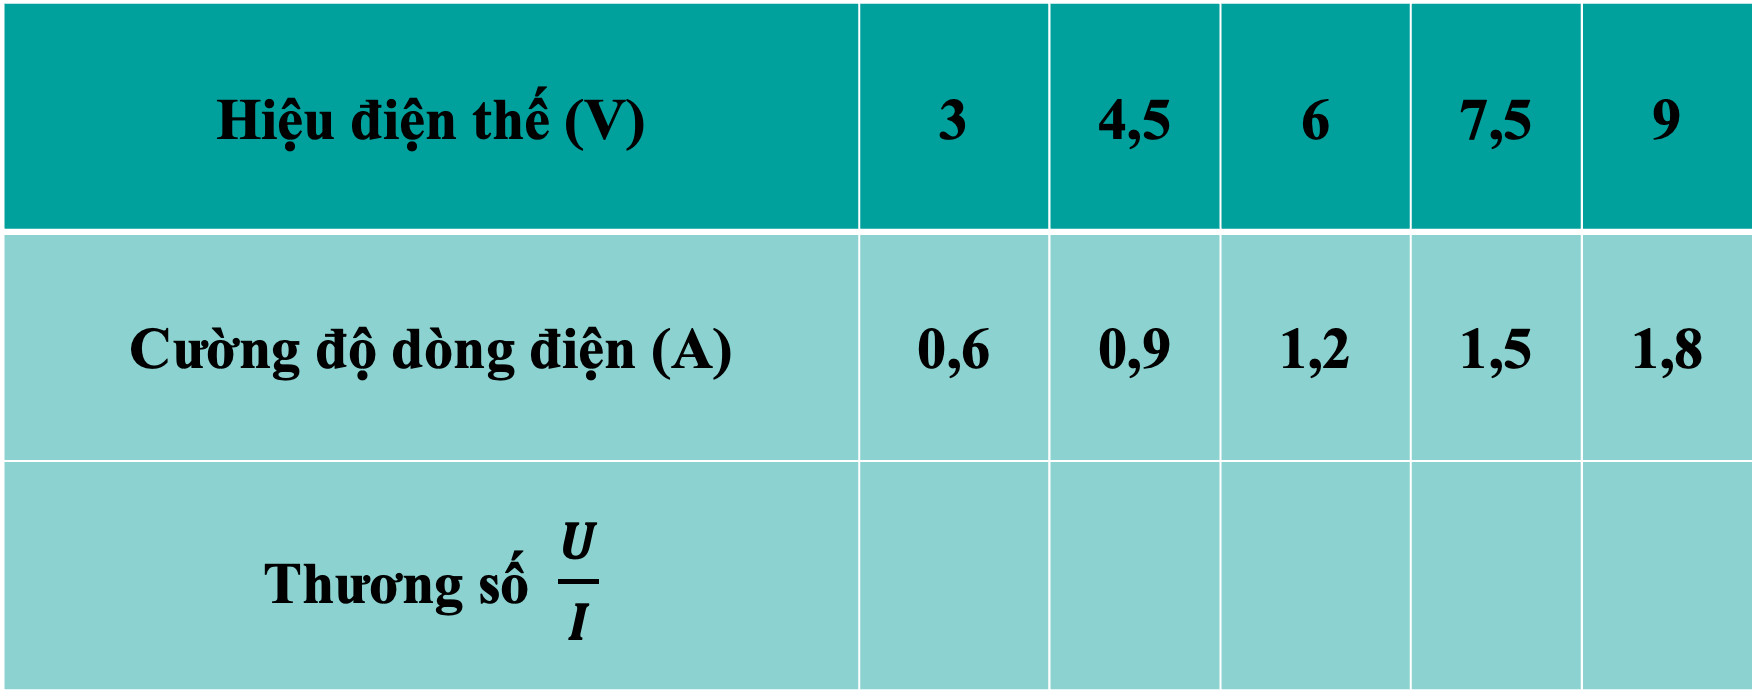 Hiệu điện thế (V) 3 4,5 6 7,5 9
Cường độ dòng điện (A) 0,6 0,9 1,2 1,5 1,8
Thương số U/I